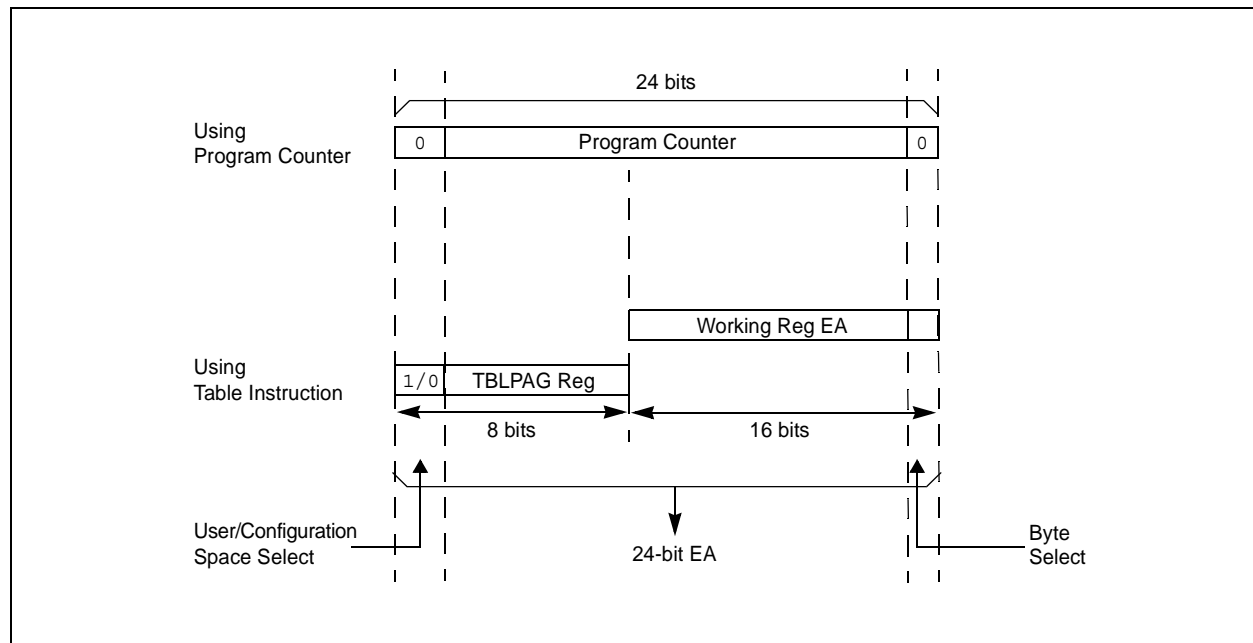 24 bits
Using
Program Counter
0
Program Counter
0
Working Reg EA
Using
Table Instruction
1/0
TBLPAG Reg
8 bits
16 bits
User/Configuration
Space Select
24-bit EA
Byte
Select